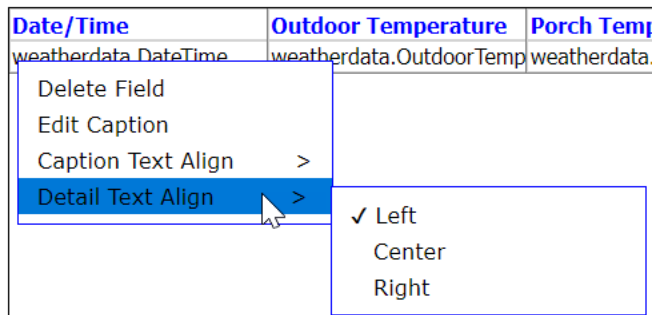 Date/Time Outdoor Temperature Porch Temp
weatherdata.DateTime weatherdata.OutdoorTemp weatherdata.
Delete Field
Edit Caption
Caption Text Align >
Detail Text Align >
✓ Left
Center
Right